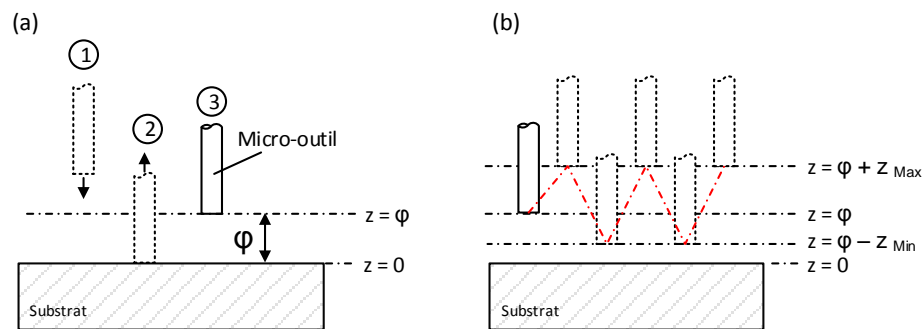 (a)
①
②
③
Micro-outil
z = φ
φ
z = 0
Substrat
(b)
z = φ + z Max
z = φ
z = φ − z Min
z = 0
Substrat